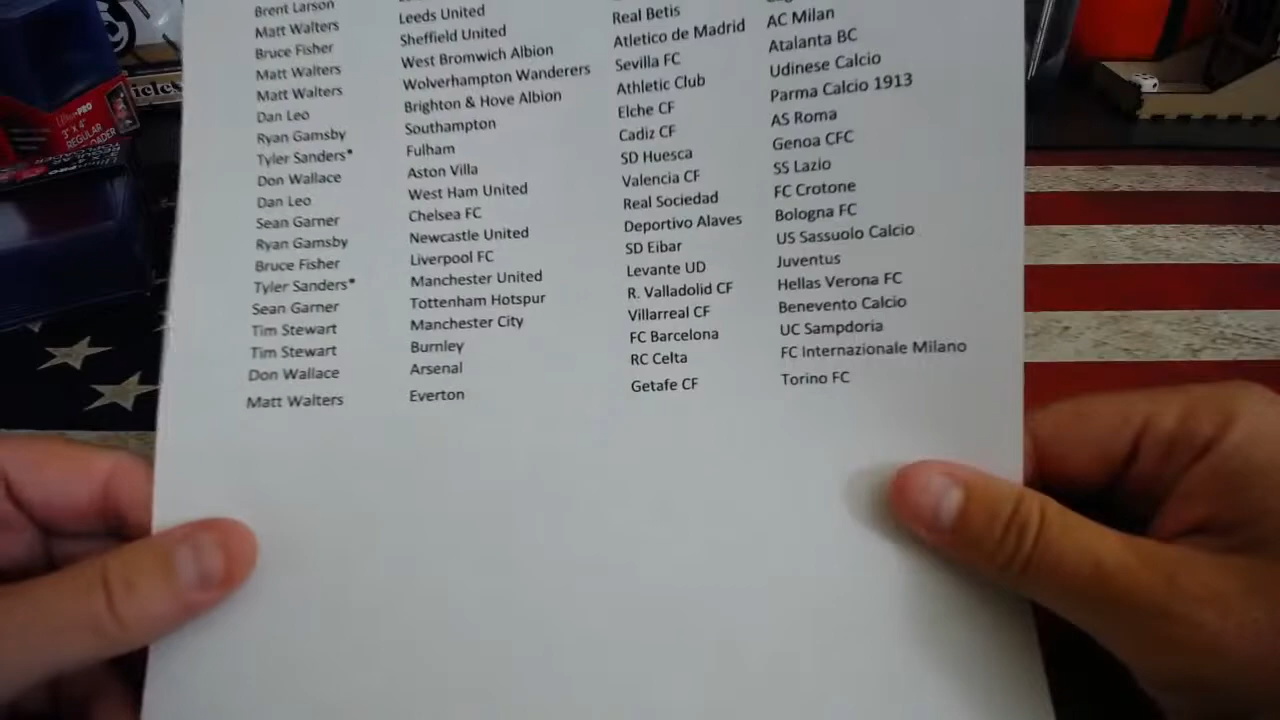 Brent Larson
Matt Walters Leeds United
Bruce Fisher Sheffield United Real Betis
Matt Walters West Bromwich Albion Atletico de Madrid AC Milan
Matt Walters Wolverhampton Wanderers Sevilla FC Atalanta BC
Dan Leo Brighton & Hove Albion Athletic Club Udinese Calcio
Ryan Gamsby Southampton Elche CF Parma Calcio 1913
Tyler Sanders* Fulham Cadiz CF AS Roma
Don Wallace Aston Villa SD Huesca Genoa CFC
Dan Leo West Ham United Valencia CF SS Lazio
Sean Garner Chelsea FC Real Sociedad FC Crotone
Ryan Gamsby Newcastle United Deportivo Alaves Bologna FC
Bruce Fisher Liverpool FC SD Eibar US Sassuolo Calcio
Tyler Sanders* Manchester United Levante UD Juventus
Sean Garner Tottenham Hotspur R. Valladolid CF Hellas Verona FC
Tim Stewart Manchester City Villarreal CF Benevento Calcio
Tim Stewart Burnley FC Barcelona UC Sampdoria
Don Wallace Arsenal RC Celta FC Internazionale Milano
Matt Walters Everton Getafe CF Torino FC
PRO
3" X 4"
REGULAR